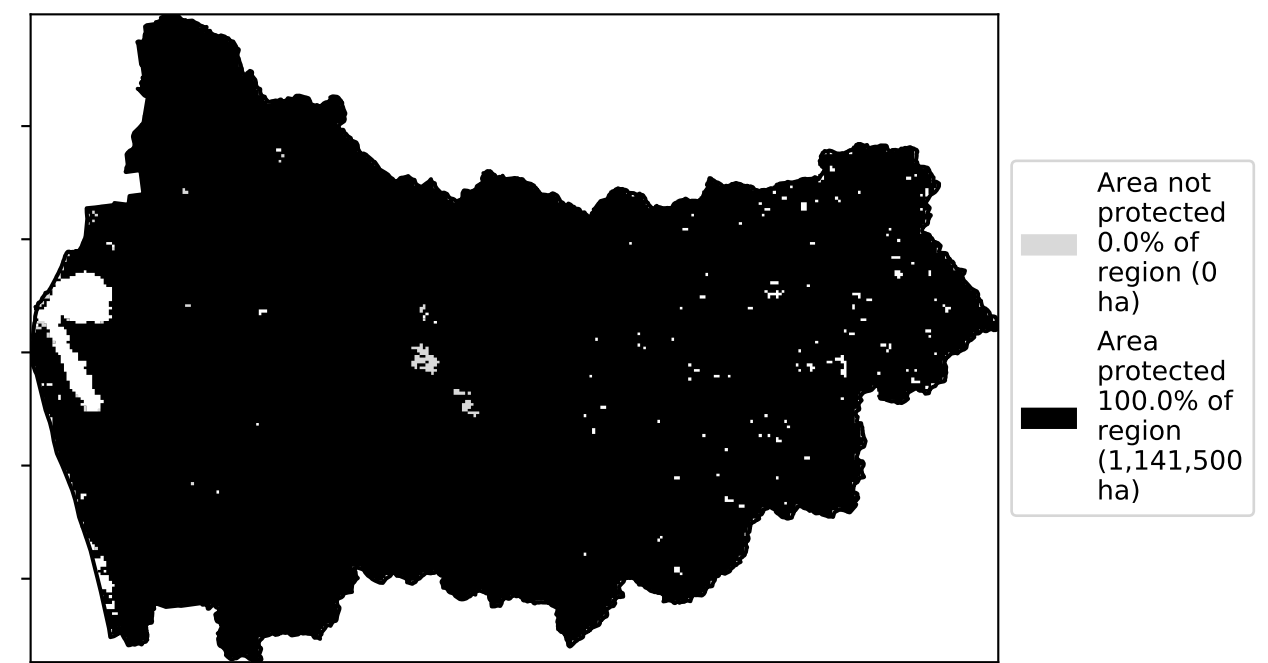 Area not
protected
0.0% of
region (0
ha)
Area
protected
100.0% of
region
(1,141,500
ha)